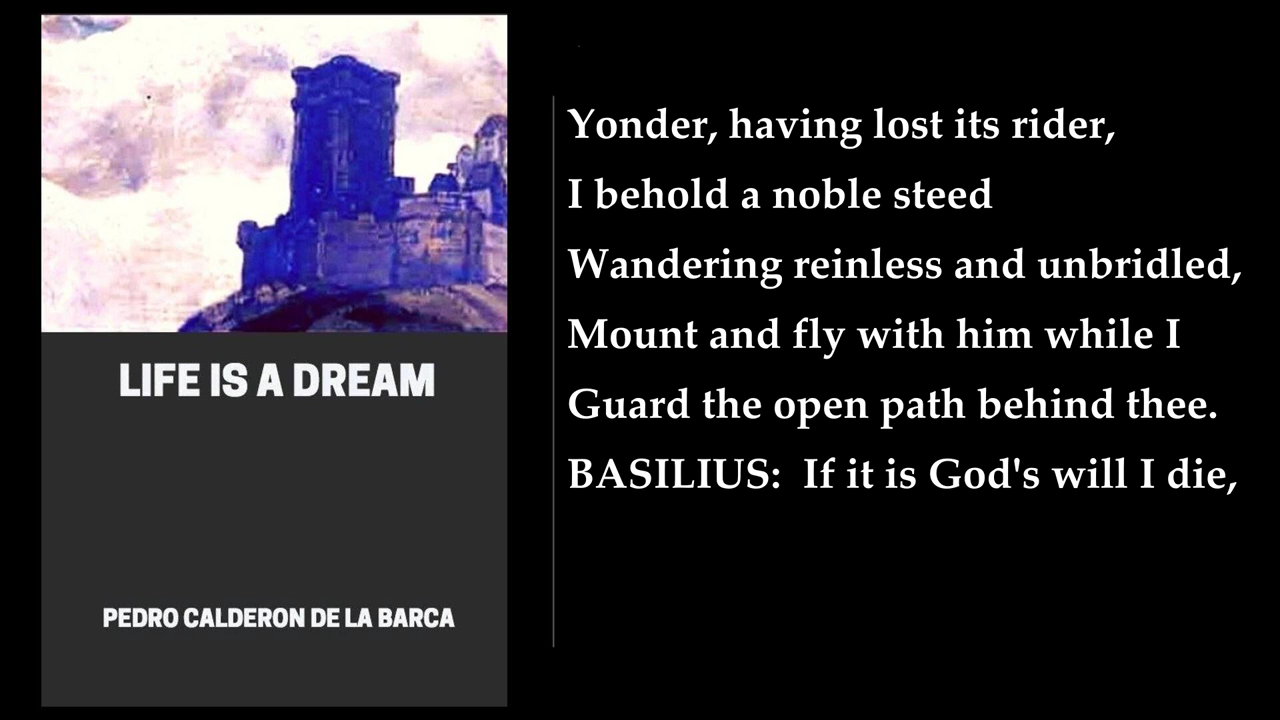 LIFE IS A DREAM
PEDRO CALDERON DE LA BARCA
Yonder, having lost its rider,
I behold a noble steed
Wandering reinless and unbridled,
Mount and fly with him while I
Guard the open path behind thee.
BASILIUS:  If it is God's will I die,